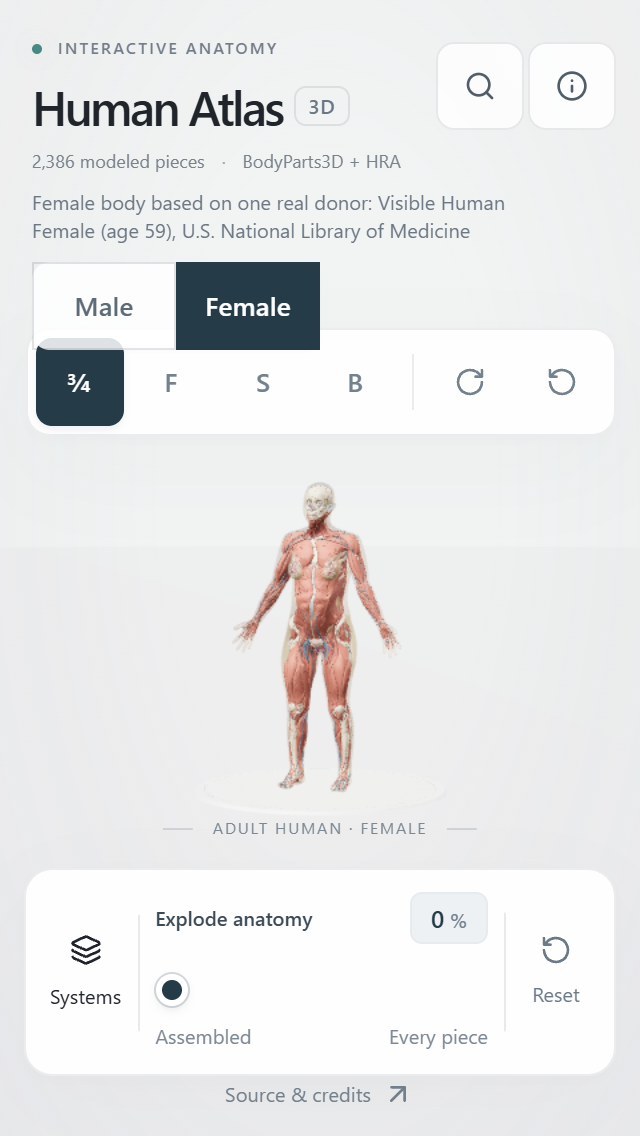 INTERACTIVE ANATOMY
Human Atlas 3D
2,386 modeled pieces · BodyParts3D + HRA
Female body based on one real donor: Visible Human
Female (age 59), U.S. National Library of Medicine
Male Female
¾ F S B
ADULT HUMAN · FEMALE
Explode anatomy 0 %
Systems
Reset
Assembled Every piece
Source & credits